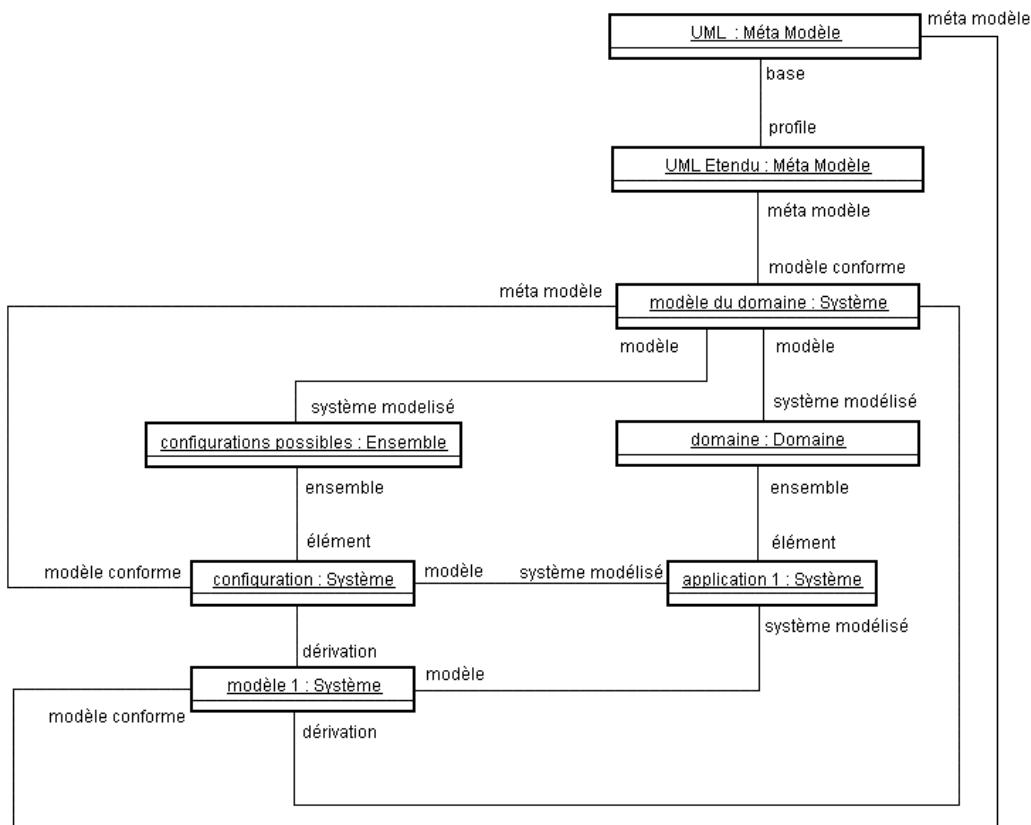 méta modèle
UML : Méta Modèle
base
profile
UML Etendu : Méta Modèle
méta modèle
modèle conforme
méta modèle
modèle du domaine : Système
modèle
modèle
système modelisé
système modélisé
configurations possibles : Ensemble
domaine : Domaine
ensemble
ensemble
élément
élément
modèle conforme
configuration : Système
modèle
système modélisé
application 1 : Système
système modélisé
dérivation
modèle 1 : Système
modèle
modèle conforme
dérivation